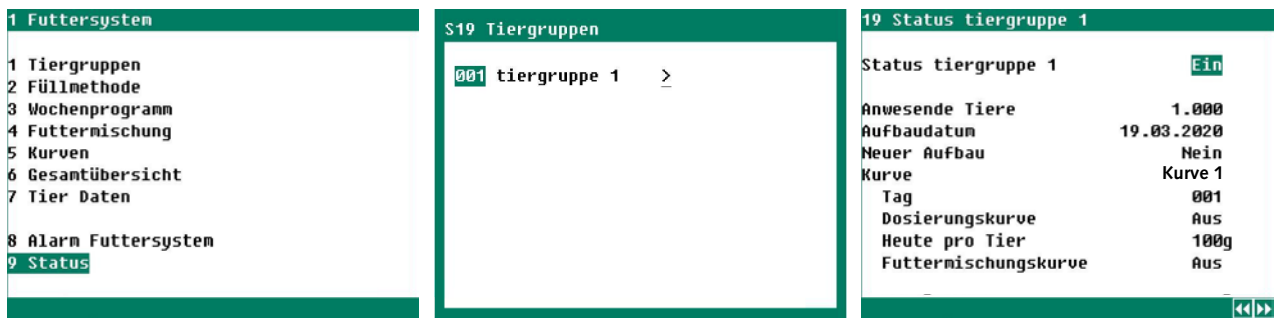 1 Futtersystem
1 Tiergruppen
2 Füllmethode
3 Wochenprogramm
4 Futtermischung
5 Kurven
6 Gesamtübersicht
7 Tier Daten
8 Alarm Futtersystem
9 Status
S19 Tiergruppen
001 tiergruppe 1 >
19 Status tiergruppe 1
Status tiergruppe 1 Ein
Anwesende Tiere 1.000
Aufbaudatum 19.03.2020
Neuer Aufbau Nein
Kurve Kurve 1
Tag 001
Dosierungskurve Aus
Heute pro Tier 100g
Futtermischungskurve Aus